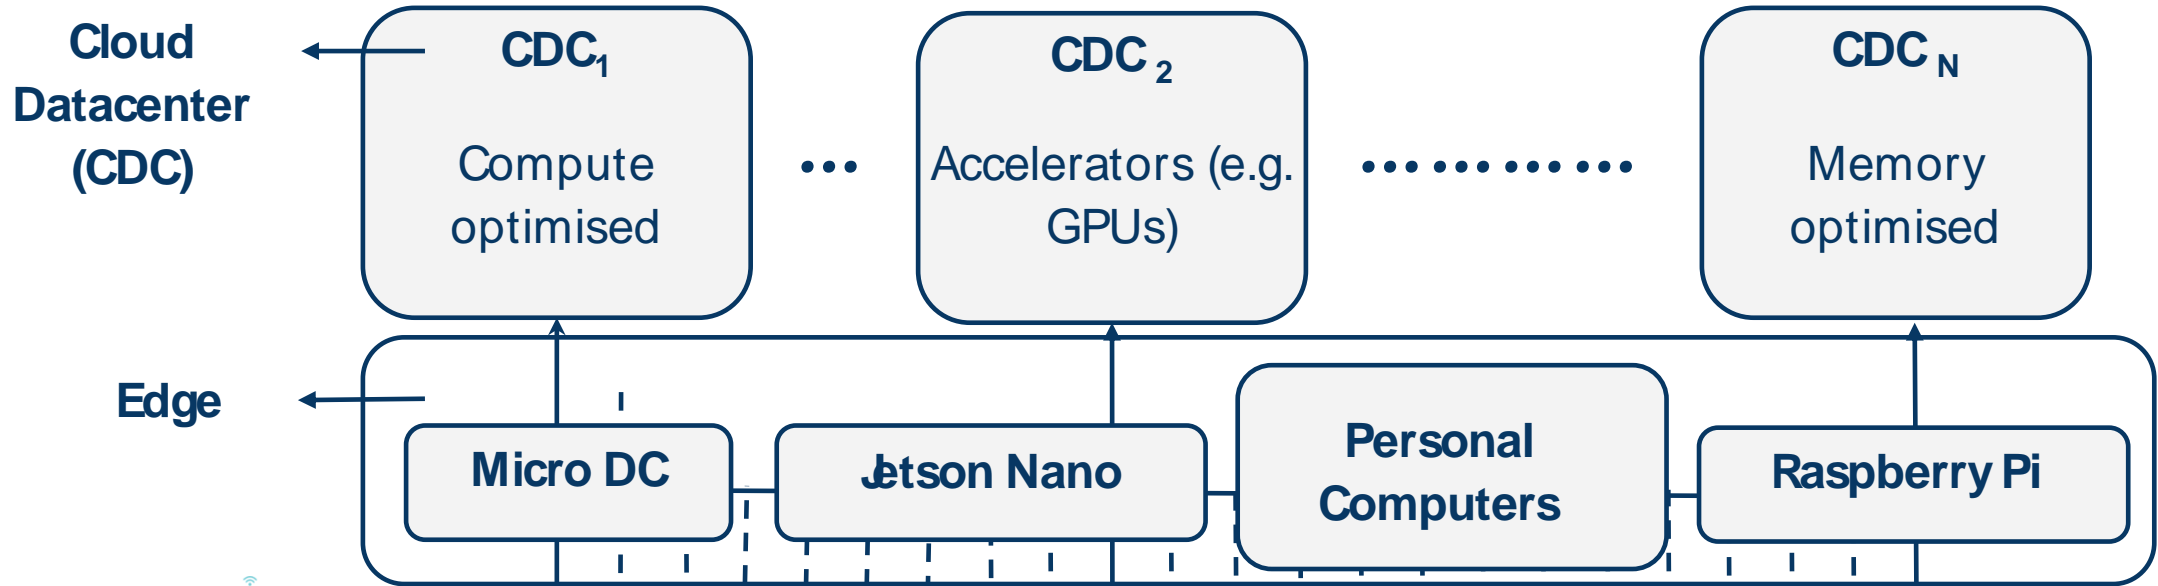 Cloud
Datacenter
(CDC)
CDC1
Compute
optimised
CDC 2
Accelerators (e.g.
GPUs)
CDC N
Memory
optimised
Edge
Micro DC
Jetson Nano
Personal
Computers
Raspberry Pi